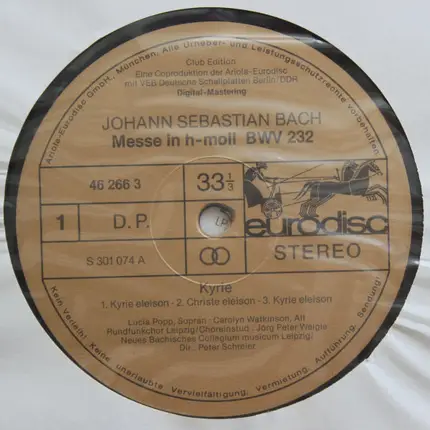 Ariola-Eurodisc GmbH., München, Alle Urheber- und Leistungsschutzrechte vorbehalten
Club Edition
Eine Coproduktion der Ariola-Eurodisc
mit VEB Deutsche Schallplatten Berlin/DDR
Digital-Mastering
JOHANN SEBASTIAN BACH
Messe in h-moll BWV 232
46 266 3
33 1/3
1
D.P.
LP
eurodisc
S 301 074 A
STEREO
Kyrie
1. Kyrie eleison - 2. Christe eleison - 3. Kyrie eleison
Lucia Popp, Sopran - Carolyn Watkinson, Alt
Rundfunkchor Leipzig/Choreinstud.: Jörg Peter Weigle
Neues Bachisches Collegium musicum Leipzig/
Dir.: Peter Schreier
Kein Verleih! Keine unerlaubte Vervielfältigung, Vermietung, Aufführung, Sendung!